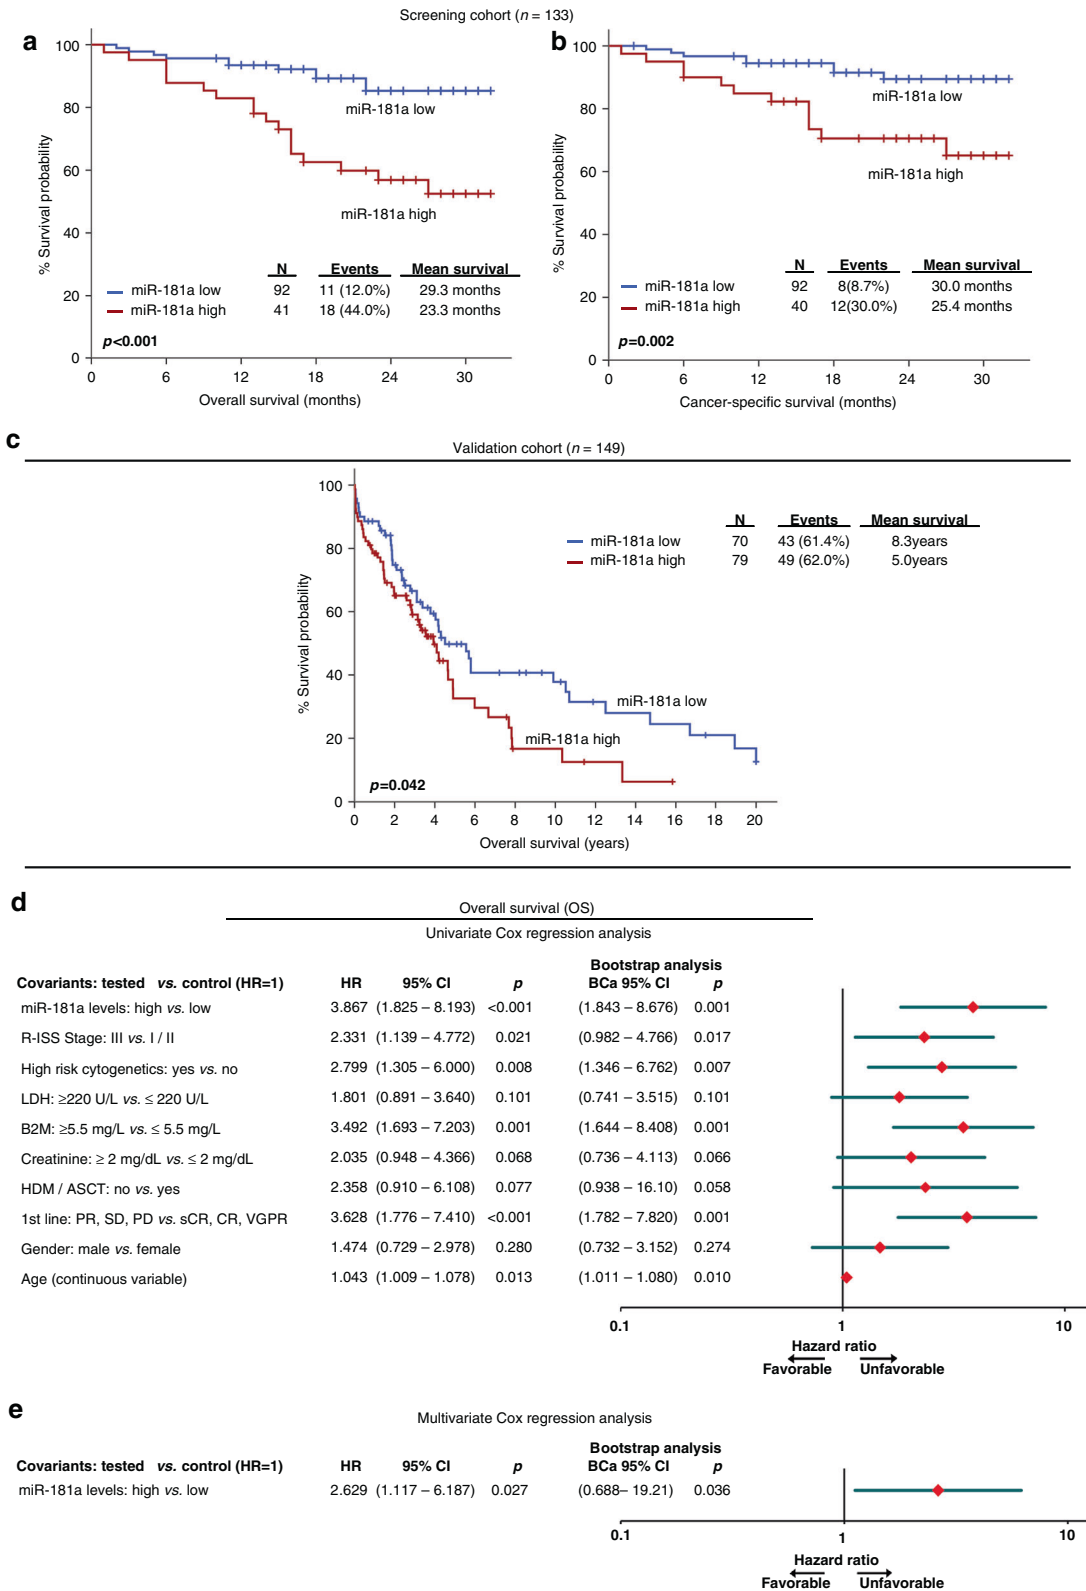 Screening cohort (n = 133)
a
100
80
60
40
20
0
% Survival probability
miR-181a low
miR-181a high
N Events Mean survival
miR-181a low 92 11 (12.0%) 29.3 months
miR-181a high 41 18 (44.0%) 23.3 months
p<0.001
0 6 12 18 24 30
Overall survival (months)
b
100
80
60
40
20
0
% Survival probability
miR-181a low
miR-181a high
N Events Mean survival
miR-181a low 92 8(8.7%) 30.0 months
miR-181a high 40 12(30.0%) 25.4 months
p=0.002
0 6 12 18 24 30
Cancer-specific survival (months)
c
Validation cohort (n = 149)
100
80
60
40
20
0
% Survival probability
N Events Mean survival
miR-181a low 70 43 (61.4%) 8.3years
miR-181a high 79 49 (62.0%) 5.0years
miR-181a low
miR-181a high
p=0.042
0 2 4 6 8 10 12 14 16 18 20
Overall survival (years)
d
Overall survival (OS)
Univariate Cox regression analysis
Bootstrap analysis
Covariants: tested vs. control (HR=1) HR 95% CI p BCa 95% CI p
miR-181a levels: high vs. low 3.867 (1.825 – 8.193) <0.001 (1.843 – 8.676) 0.001
R-ISS Stage: III vs. I / II 2.331 (1.139 – 4.772) 0.021 (0.982 – 4.766) 0.017
High risk cytogenetics: yes vs. no 2.799 (1.305 – 6.000) 0.008 (1.346 – 6.762) 0.007
LDH: ≥220 U/L vs. ≤ 220 U/L 1.801 (0.891 – 3.640) 0.101 (0.741 – 3.515) 0.101
B2M: ≥5.5 mg/L vs. ≤ 5.5 mg/L 3.492 (1.693 – 7.203) 0.001 (1.644 – 8.408) 0.001
Creatinine: ≥ 2 mg/dL vs. ≤ 2 mg/dL 2.035 (0.948 – 4.366) 0.068 (0.736 – 4.113) 0.066
HDM / ASCT: no vs. yes 2.358 (0.910 – 6.108) 0.077 (0.938 – 16.10) 0.058
1st line: PR, SD, PD vs. sCR, CR, VGPR 3.628 (1.776 – 7.410) <0.001 (1.782 – 7.820) 0.001
Gender: male vs. female 1.474 (0.729 – 2.978) 0.280 (0.732 – 3.152) 0.274
Age (continuous variable) 1.043 (1.009 – 1.078) 0.013 (1.011 – 1.080) 0.010
0.1 1 10
Hazard ratio
Favorable Unfavorable
e
Multivariate Cox regression analysis
Bootstrap analysis
Covariants: tested vs. control (HR=1) HR 95% CI p BCa 95% CI p
miR-181a levels: high vs. low 2.629 (1.117 – 6.187) 0.027 (0.688– 19.21) 0.036
0.1 1 10
Hazard ratio
Favorable Unfavorable